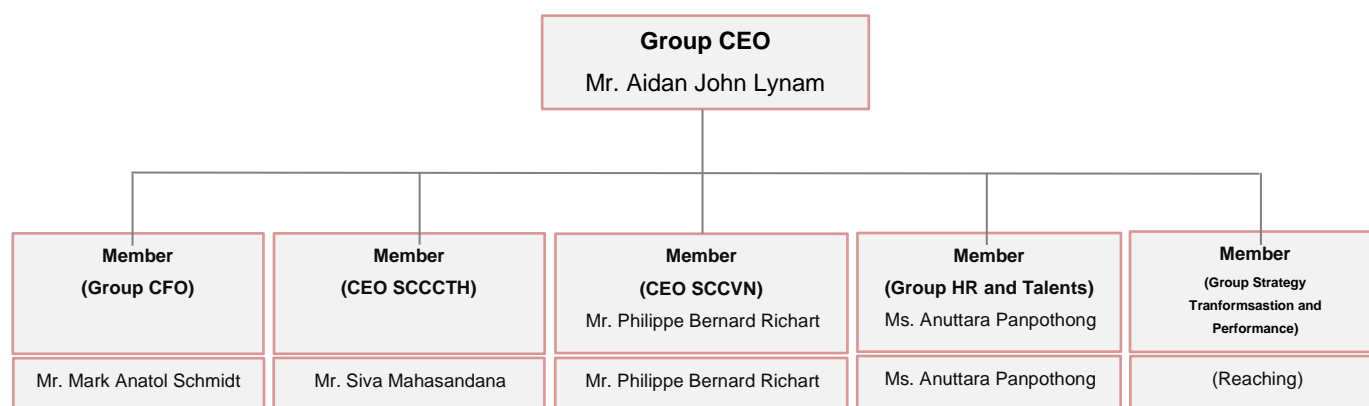 Group CEO
Mr. Aidan John Lynam
Member
(Group CFO)
Mr. Mark Anatol Schmidt
Member
(CEO SCCCTH)
Mr. Siva Mahasandana
Member
(CEO SCCVN)
Mr. Philippe Bernard Richart
Mr. Philippe Bernard Richart
Member
(Group HR and Talents)
Ms. Anuttara Panpothong
Ms. Anuttara Panpothong
Member
(Group Strategy
Tranformsastion and
Performance)
(Reaching)